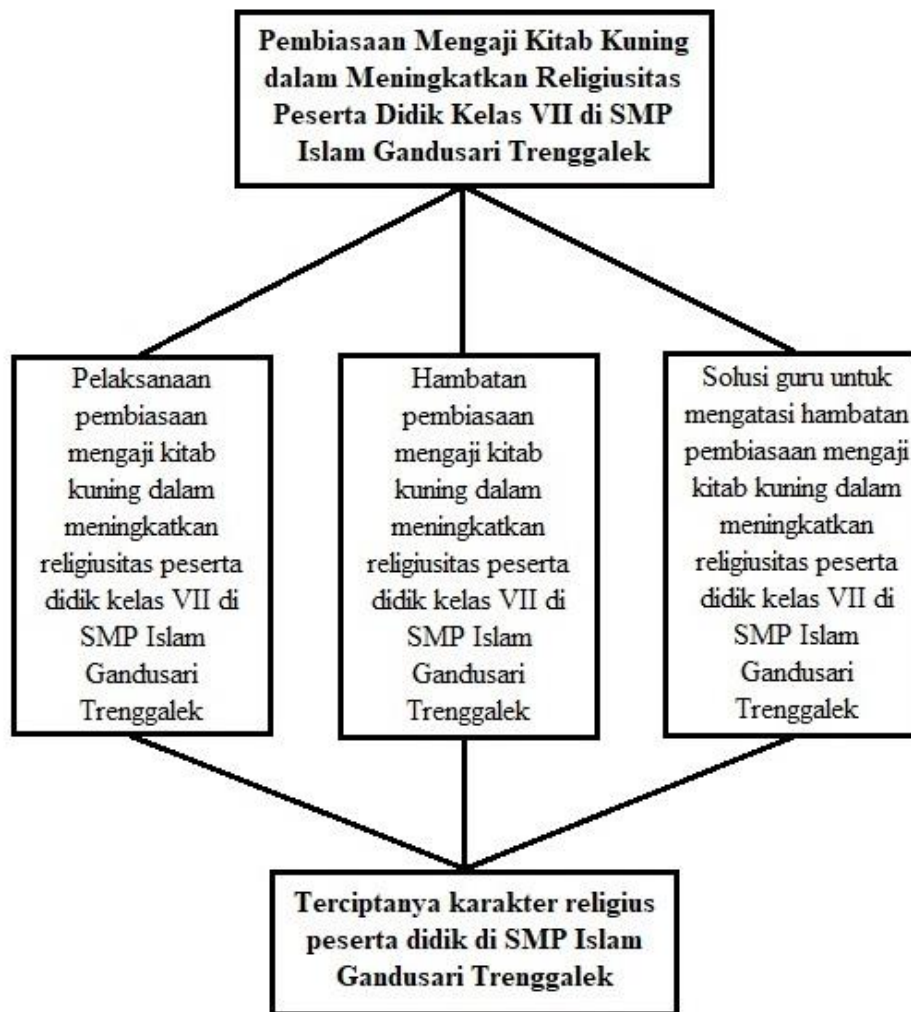 Pembiasaan Mengaji Kitab Kuning
dalam Meningkatkan Religiusitas
Peserta Didik Kelas VII di SMP
Islam Gandusari Trenggalek
Pelaksanaan
pembiasaan
mengaji kitab
kuning dalam
meningkatkan
religiusitas peserta
didik kelas VII di
SMP Islam
Gandusari
Trenggalek
Hambatan
pembiasaan
mengaji kitab
kuning dalam
meningkatkan
religiusitas peserta
didik kelas VII di
SMP Islam
Gandusari
Trenggalek
Solusi guru untuk
mengatasi hambatan
pembiasaan mengaji
kitab kuning dalam
meningkatkan
religiusitas peserta
didik kelas VII di
SMP Islam
Gandusari
Trenggalek
Terciptanya karakter religius
peserta didik di SMP Islam
Gandusari Trenggalek